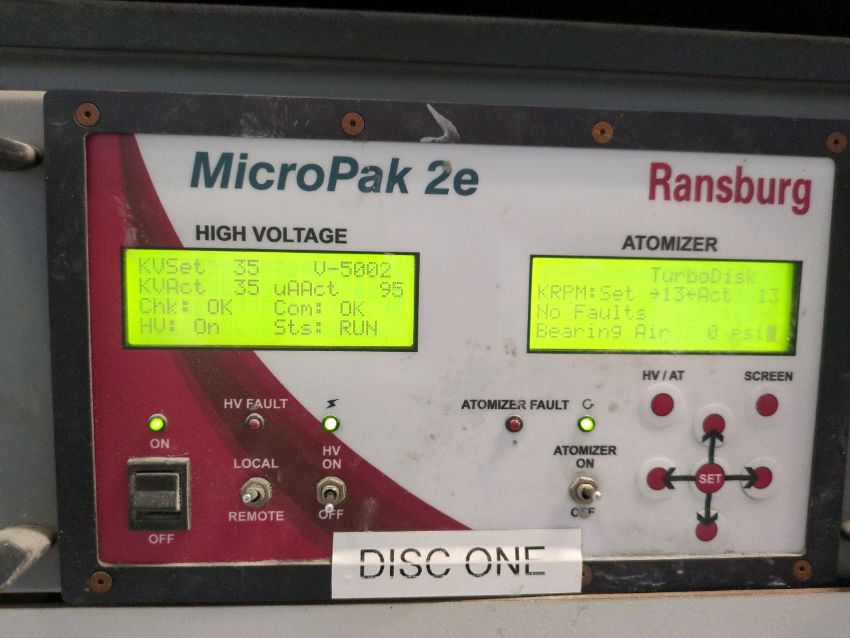 MicroPak 2e
Ransburg
HIGH VOLTAGE
KVSet 35 V-5002
KVAct 35 uAAct 95
Chk: OK Com: OK
HV: On Sts: RUN
ATOMIZER
TurboDisk
KRPM:Set →13←Act 13
No Faults
Bearing Air 0 psi
HV / AT
SCREEN
HV FAULT
ATOMIZER FAULT
ON
OFF
LOCAL
REMOTE
HV
ON
OFF
ATOMIZER
ON
OFF
SET
DISC ONE